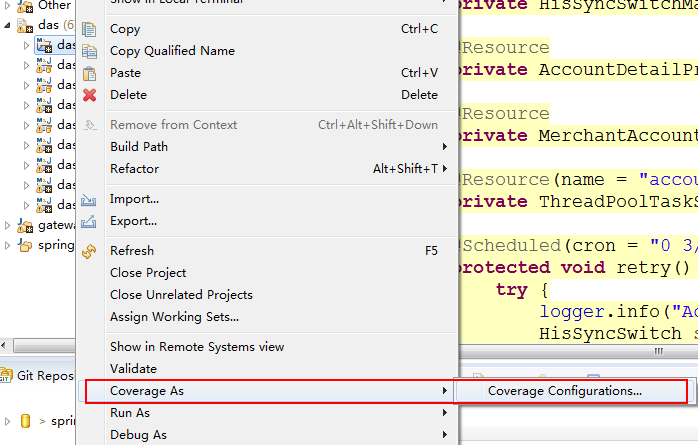 Other
das (6)
das
das
das
das
das
das
das
das
das
gatewa
spring
Git Repos
> sprin
Show in Local Terminal
Copy Ctrl+C
Copy Qualified Name
Paste Ctrl+V
Delete Delete
Remove from Context Ctrl+Alt+Shift+Down
Build Path
Refactor Alt+Shift+T
Import...
Export...
Refresh F5
Close Project
Close Unrelated Projects
Assign Working Sets...
Show in Remote Systems view
Validate
Coverage As
Coverage Configurations...
Run As
Debug As
private HisSyncSwitchMa
Resource
private AccountDetailPr
Resource
private MerchantAccount
Resource(name = "accou
private ThreadPoolTaskS
Scheduled(cron = "0 3/
protected void retry()
try {
logger.info("Ac
HisSyncSwitch s